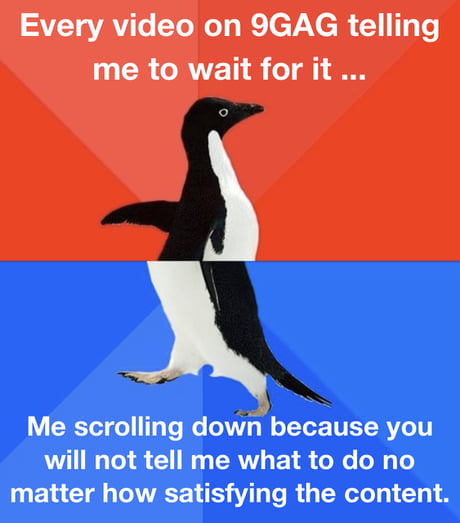 Every video on 9GAG telling
me to wait for it ...
Me scrolling down because you
will not tell me what to do no
matter how satisfying the content.